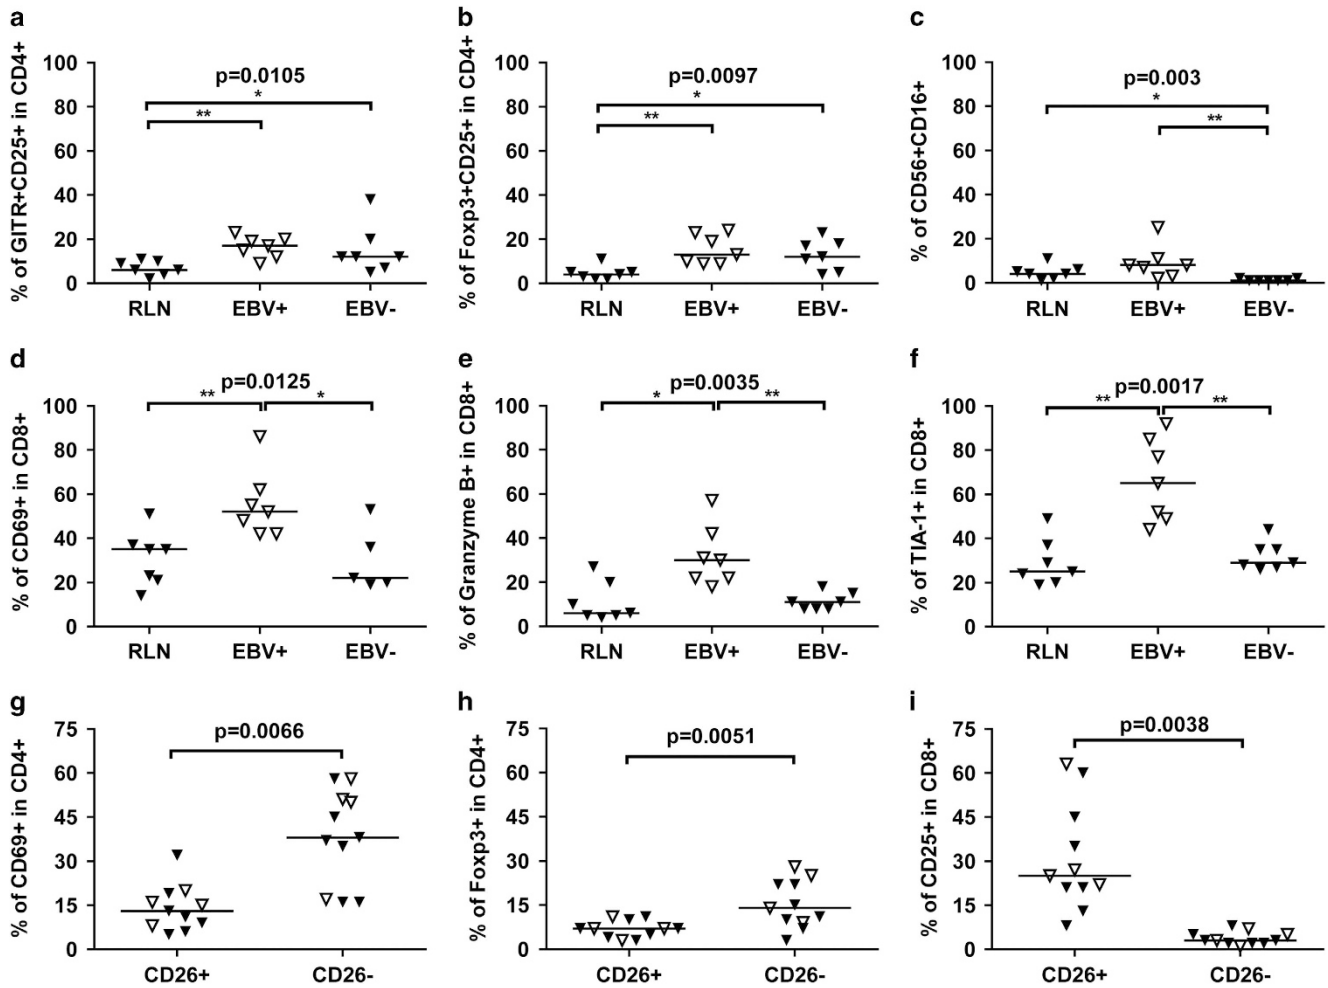 a
% of GITR+CD25+ in CD4+
100
80
60
40
20
0
p=0.0105
*
**
RLN EBV+ EBV-
b
% of Foxp3+CD25+ in CD4+
100
80
60
40
20
0
p=0.0097
*
**
RLN EBV+ EBV-
c
% of CD56+CD16+
100
80
60
40
20
0
p=0.003
*
**
RLN EBV+ EBV-
d
% of CD69+ in CD8+
100
80
60
40
20
0
p=0.0125
** *
RLN EBV+ EBV-
e
% of Granzyme B+ in CD8+
100
80
60
40
20
0
p=0.0035
* **
RLN EBV+ EBV-
f
% of TIA-1+ in CD8+
100
80
60
40
20
0
p=0.0017
** **
RLN EBV+ EBV-
g
% of CD69+ in CD4+
75
60
45
30
15
0
p=0.0066
CD26+ CD26-
h
% of Foxp3+ in CD4+
75
60
45
30
15
0
p=0.0051
CD26+ CD26-
i
% of CD25+ in CD8+
75
60
45
30
15
0
p=0.0038
CD26+ CD26-